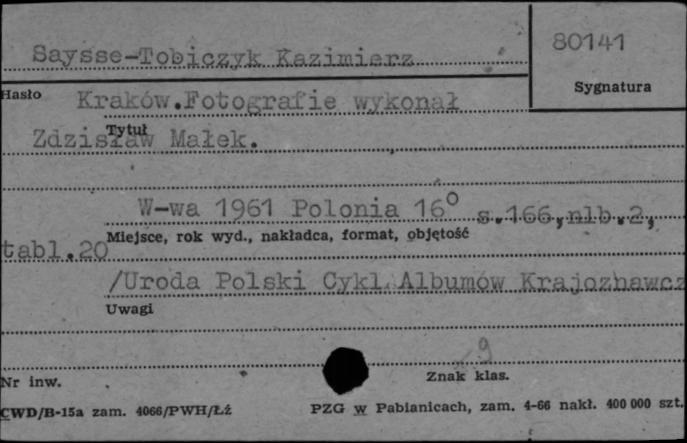 Saysse-Tobiczyk Kazimierz
80141
Sygnatura
Hasło
Kraków.Fotografie wykonał
Tytuł
Zdzisław Małek.
W-wa 1961 Polonia 16° s.166,nlb.2,
Miejsce, rok wyd., nakładca, format, objętość
tabl.20
/Uroda Polski Cykl Albumów Krajoznawcz
Uwagi
9
Nr inw.
Znak klas.
CWD/B-15a zam. 4066/PWH/Łż
PZG w Pabianicach, zam. 4-66 nakł. 400 000 szt.